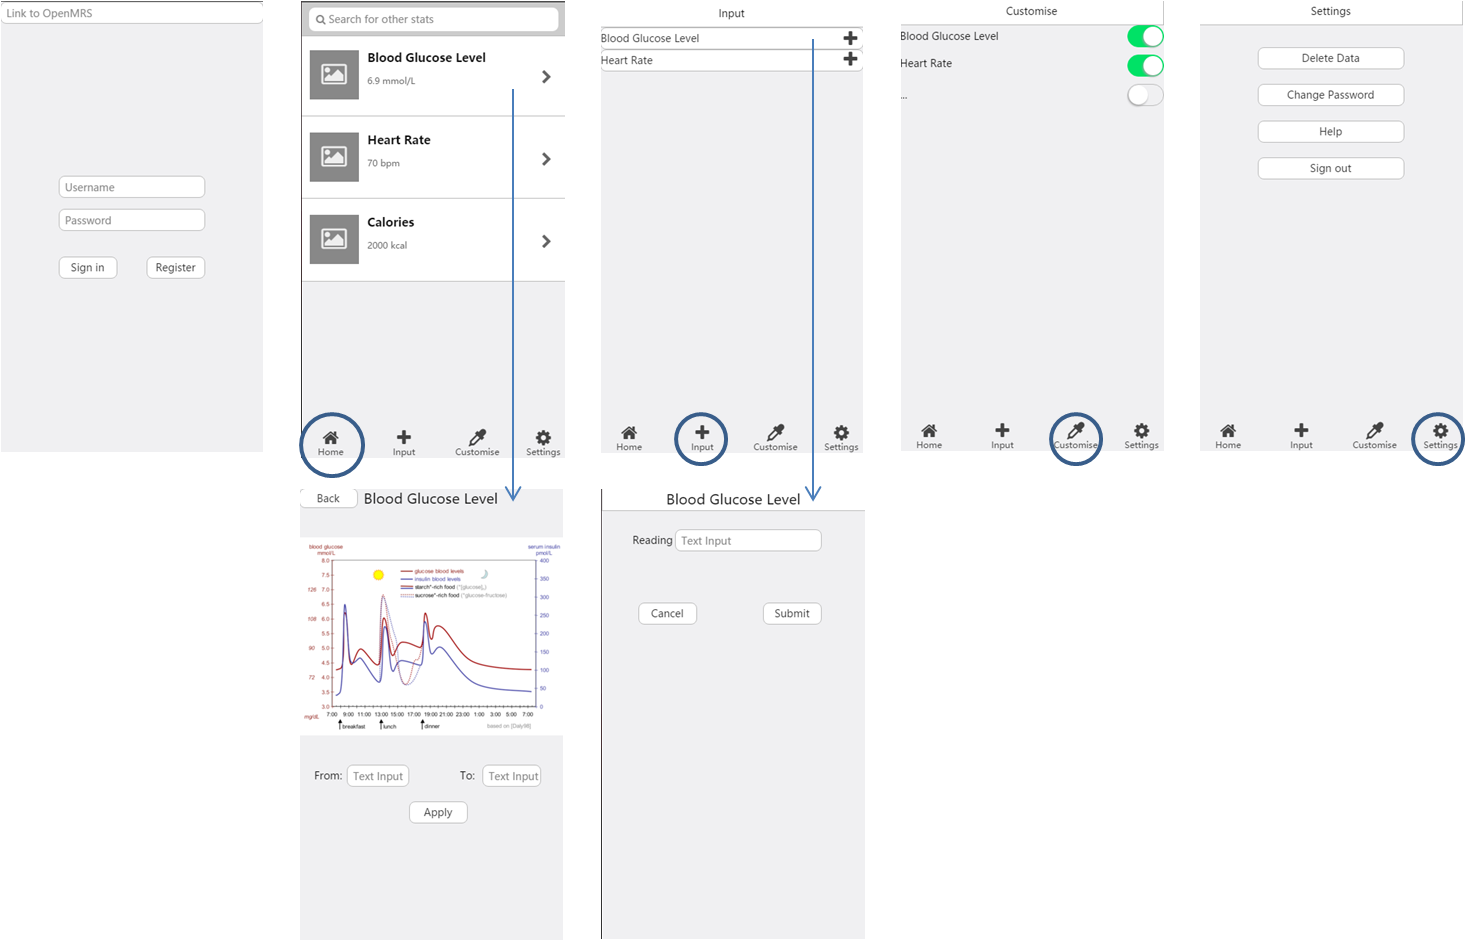 Link to OpenMRS
Username
Password
Sign in Register
Search for other stats
Blood Glucose Level
6.9 mmol/L
Heart Rate
70 bpm
Calories
2000 kcal
Home Input Customise Settings
Input
Blood Glucose Level
Heart Rate
Home Input Customise Settings
Customise
Blood Glucose Level
Heart Rate
...
Home Input Customise Settings
Settings
Delete Data
Change Password
Help
Sign out
Home Input Customise Settings
Back Blood Glucose Level
blood glucose serum insulin
mmol/L pmol/L
8.0 400
7.5 glucose blood levels 350
insulin blood levels
126 7.0 starch*-rich food 300
sucrose*-rich food
6.5
108 6.0 250
5.5 200
90 5.0 150
4.5 100
72 4.0
3.5 50
3.0 0
mg/dL 7:00 9:00 11:00 13:00 15:00 17:00 19:00 21:00 23:00 1:00 3:00 5:00 7:00
breakfast lunch dinner based on [Daly98]
From: Text Input To: Text Input
Apply
Blood Glucose Level
Reading Text Input
Cancel Submit